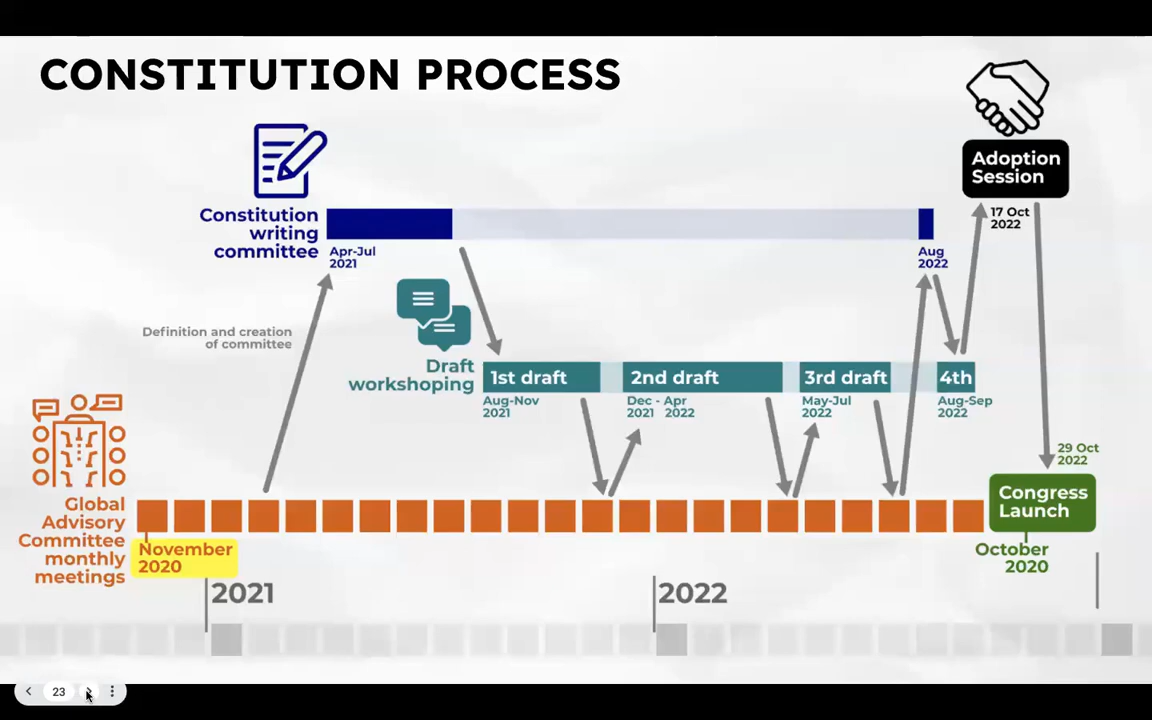 CONSTITUTION PROCESS
Adoption
Session
17 Oct
2022
Constitution
writing
committee
Apr-Jul
2021
Aug
2022
Definition and creation
of committee
Draft
workshoping
1st draft
Aug-Nov
2021
2nd draft
Dec - Apr
2021 2022
3rd draft
May-Jul
2022
4th
Aug-Sep
2022
29 Oct
2022
Global
Advisory
Committee
monthly
meetings
November
2020
Congress
Launch
October
2020
2021
2022
23